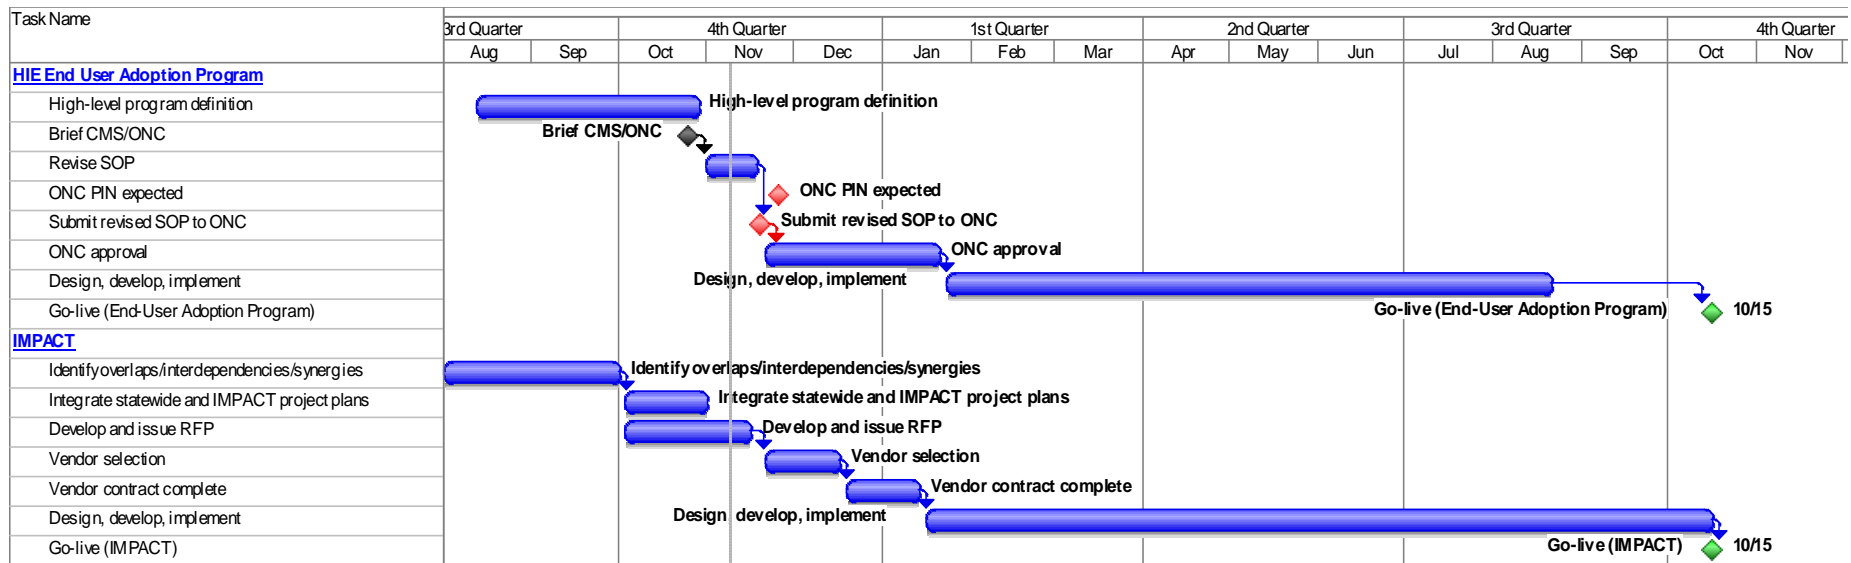 Task Name
3rd Quarter 4th Quarter 1st Quarter 2nd Quarter 3rd Quarter 4th Quarter
Aug Sep Oct Nov Dec Jan Feb Mar Apr May Jun Jul Aug Sep Oct Nov
HIE End User Adoption Program
High-level program definition High-level program definition
Brief CMS/ONC Brief CMS/ONC
Revise SOP
ONC PIN expected ONC PIN expected
Submit revised SOP to ONC Submit revised SOP to ONC
ONC approval ONC approval
Design, develop, implement Design, develop, implement
Go-live (End-User Adoption Program) Go-live (End-User Adoption Program) 10/15
IMPACT
Identify overlaps/interdependencies/synergies Identify overlaps/interdependencies/synergies
Integrate statewide and IMPACT project plans Integrate statewide and IMPACT project plans
Develop and issue RFP Develop and issue RFP
Vendor selection Vendor selection
Vendor contract complete Vendor contract complete
Design, develop, implement Design, develop, implement
Go-live (IMPACT) Go-live (IMPACT) 10/15